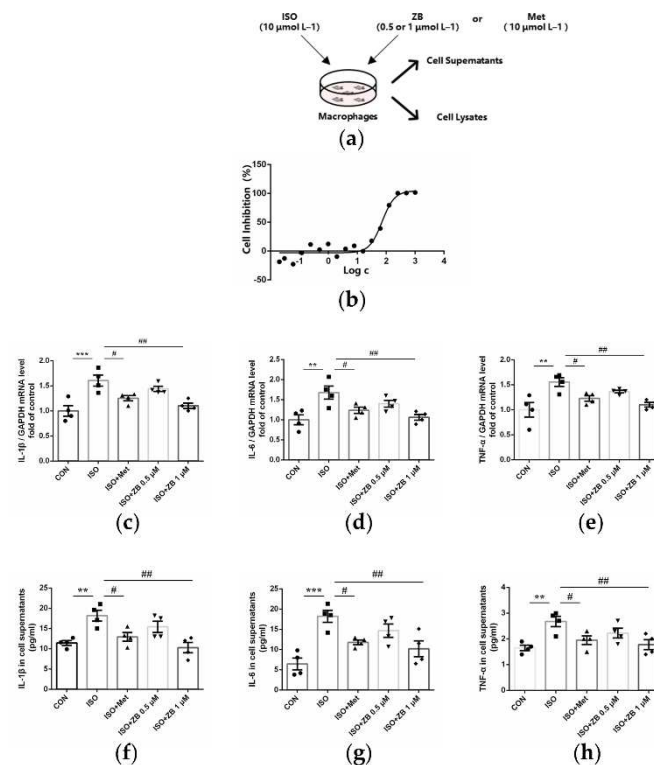 ISO
(10 μmol L–1)
ZB
(0.5 or 1 μmol L–1)
or
Met
(10 μmol L–1)
Cell Supernatants
Macrophages
Cell Lysates
(a)
Cell Inhibition (%)
150
100
50
0
-50
-1
0
1
2
3
4
Log c
(b)
IL-1β / GAPDH mRNA level
fold of control
2.0
1.5
1.0
0.5
0.0
***
#
##
CON
ISO
ISO+Met
ISO+ZB 0.5 μM
ISO+ZB 1 μM
(c)
IL-6 / GAPDH mRNA level
fold of control
2.5
2.0
1.5
1.0
0.5
0.0
**
#
##
CON
ISO
ISO+Met
ISO+ZB 0.5 μM
ISO+ZB 1 μM
(d)
TNF-α / GAPDH mRNA level
fold of control
2.0
1.5
1.0
0.5
0.0
**
#
##
CON
ISO
ISO+Met
ISO+ZB 0.5 μM
ISO+ZB 1 μM
(e)
IL-1β in cell supernatants
(pg/ml)
25
20
15
10
5
0
**
#
##
CON
ISO
ISO+Met
ISO+ZB 0.5 μM
ISO+ZB 1 μM
(f)
IL-6 in cell supernatants
(pg/ml)
25
20
15
10
5
0
***
#
##
CON
ISO
ISO+Met
ISO+ZB 0.5 μM
ISO+ZB 1 μM
(g)
TNF-α in cell supernatants
(pg/ml)
4
3
2
1
0
**
#
##
CON
ISO
ISO+Met
ISO+ZB 0.5 μM
ISO+ZB 1 μM
(h)